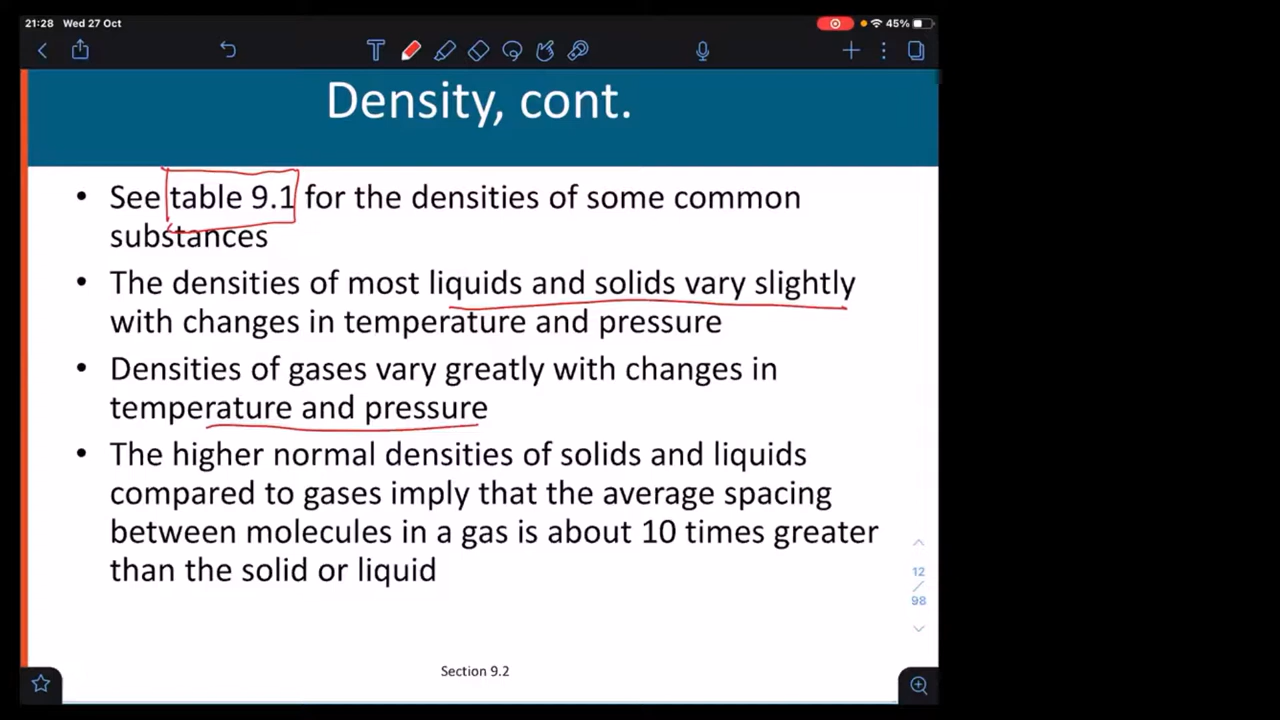 21:28 Wed 27 Oct
45%
T
Density, cont.
• See table 9.1 for the densities of some common
substances
• The densities of most liquids and solids vary slightly
with changes in temperature and pressure
• Densities of gases vary greatly with changes in
temperature and pressure
• The higher normal densities of solids and liquids
compared to gases imply that the average spacing
between molecules in a gas is about 10 times greater
than the solid or liquid
12
/
98
Section 9.2